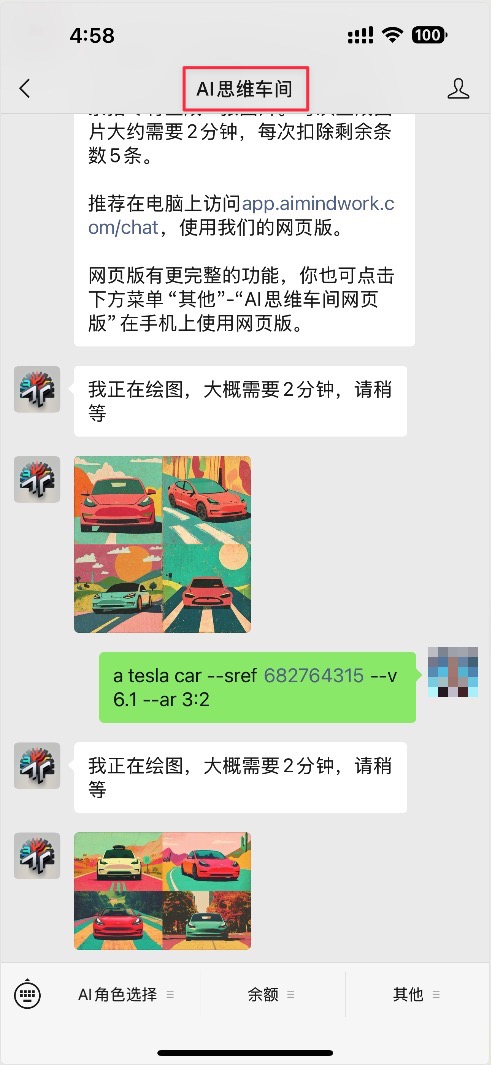 4:58
100
AI思维车间
片大约需要2分钟，每次扣除剩余条
数5条。
推荐在电脑上访问app.aimindwork.c
om/chat，使用我们的网页版。
网页版有更完整的功能，你也可点击
下方菜单“其他”-“AI思维车间网页
版”在手机上使用网页版。
我正在绘图，大概需要2分钟，请稍
等
a tesla car --sref 682764315 --v
6.1 --ar 3:2
我正在绘图，大概需要2分钟，请稍
等
AI角色选择
余额
其他